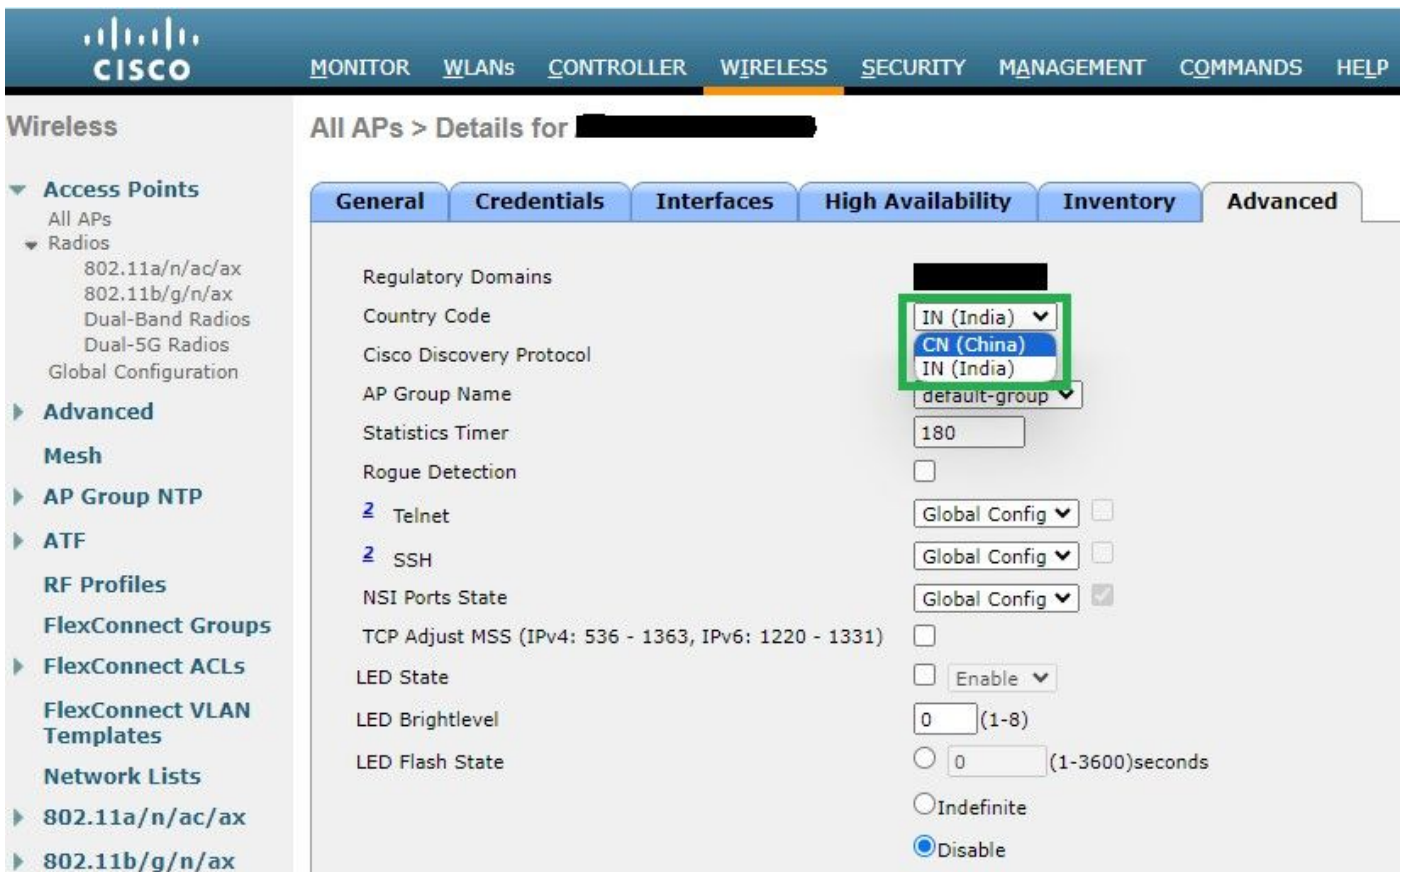 CISCO
MONITOR WLANs CONTROLLER WIRELESS SECURITY MANAGEMENT COMMANDS HELP
Wireless
Access Points
All APs
Radios
802.11a/n/ac/ax
802.11b/g/n/ax
Dual-Band Radios
Dual-5G Radios
Global Configuration
Advanced
Mesh
AP Group NTP
ATF
RF Profiles
FlexConnect Groups
FlexConnect ACLs
FlexConnect VLAN
Templates
Network Lists
802.11a/n/ac/ax
802.11b/g/n/ax
All APs > Details for
General Credentials Interfaces High Availability Inventory Advanced
Regulatory Domains
Country Code IN (India)
CN (China)
IN (India)
Cisco Discovery Protocol
AP Group Name default-group
Statistics Timer 180
Rogue Detection
2 Telnet Global Config
2 SSH Global Config
NSI Ports State Global Config
TCP Adjust MSS (IPv4: 536 - 1363, IPv6: 1220 - 1331)
LED State Enable
LED Brightlevel 0 (1-8)
LED Flash State 0 (1-3600)seconds
Indefinite
Disable